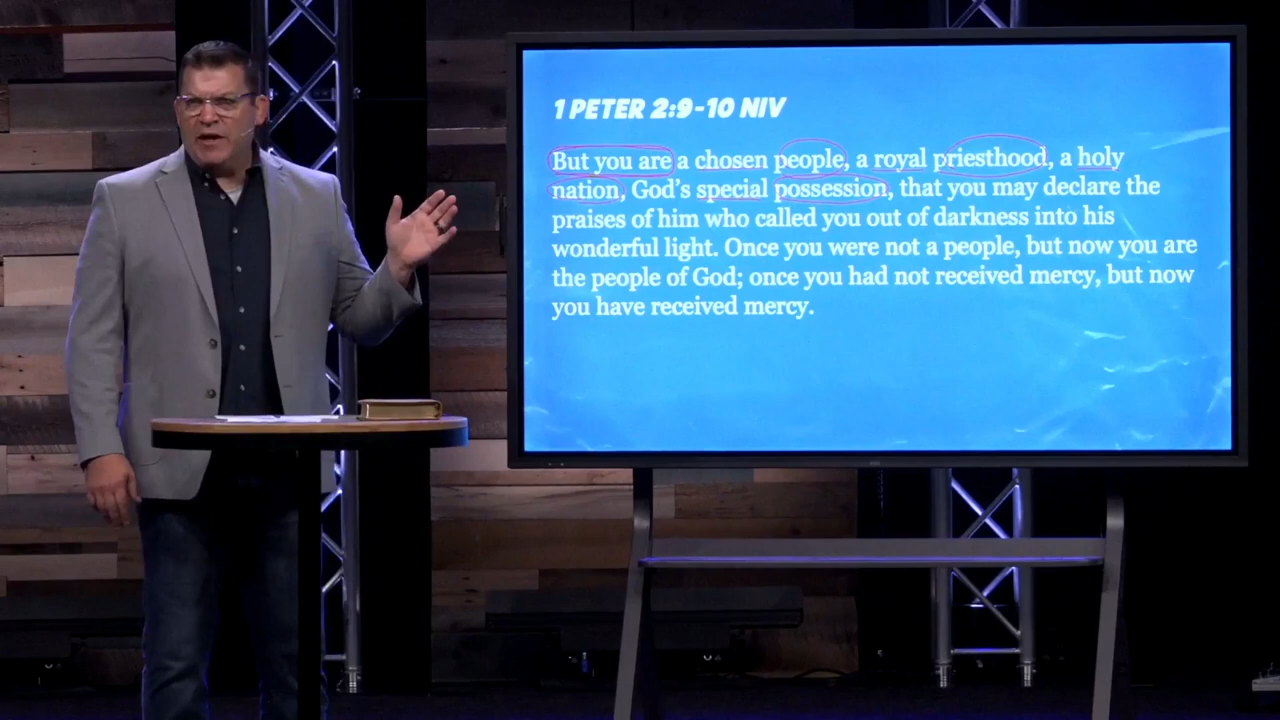 1 PETER 2:9-10 NIV
But you are a chosen people, a royal priesthood, a holy
nation, God's special possession, that you may declare the
praises of him who called you out of darkness into his
wonderful light. Once you were not a people, but now you are
the people of God; once you had not received mercy, but now
you have received mercy.